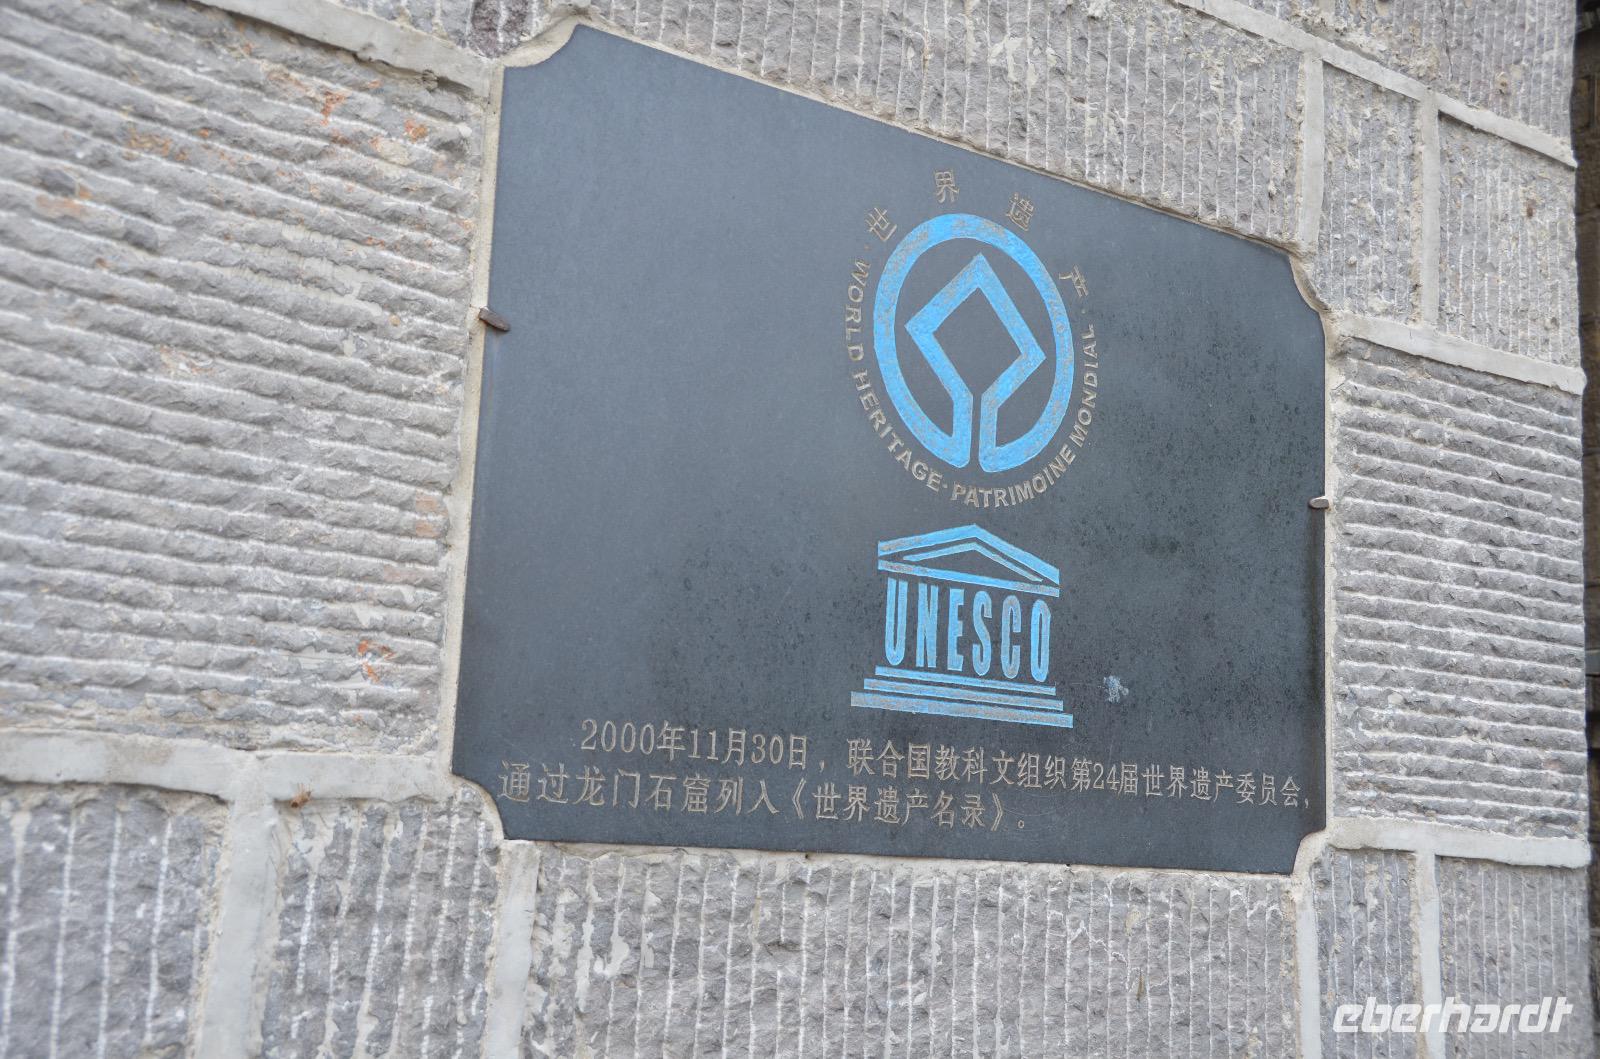 世界遗产
· WORLD HERITAGE · PATRIMOINE MONDIAL ·
UNESCO
2000年11月30日，联合国教科文组织第24届世界遗产委员会，
通过龙门石窟列入《世界遗产名录》。
eberhardt